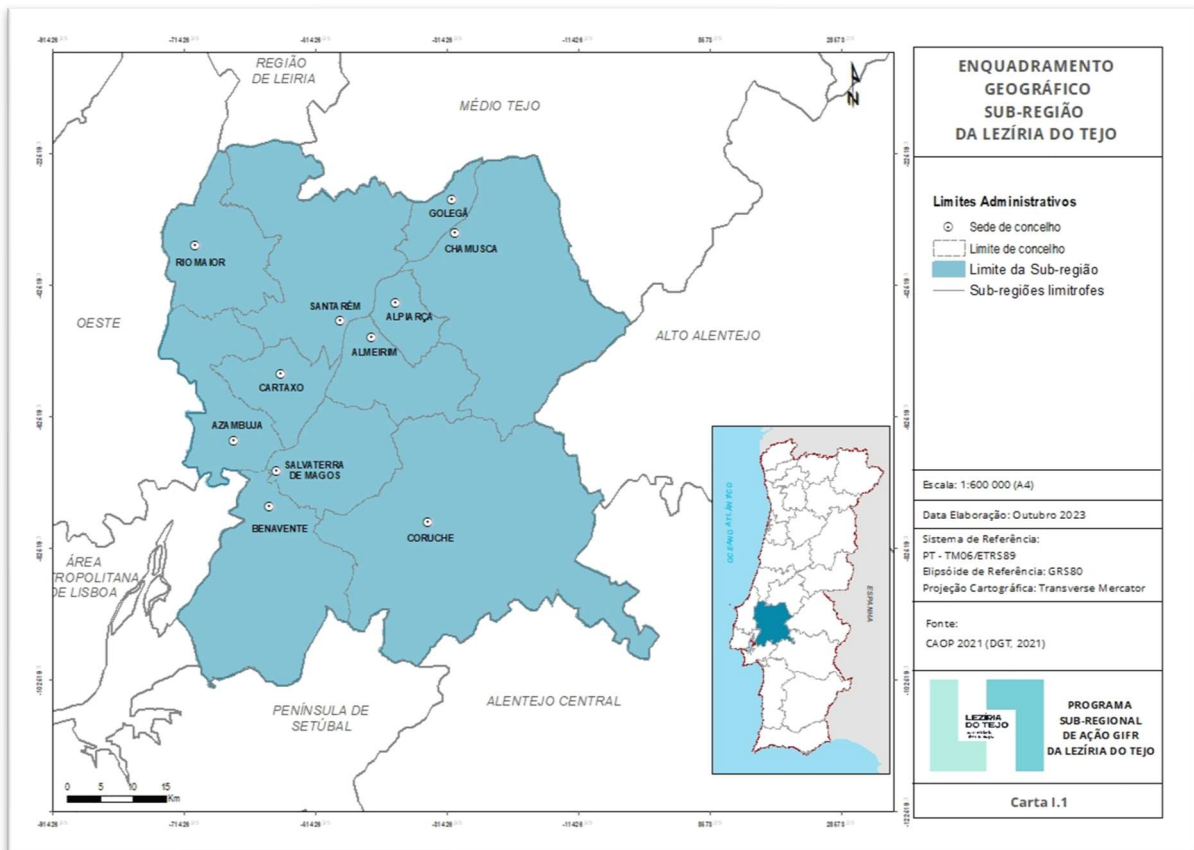 REGIÃO
DE LEIRIA
MÉDIO TEJO
OESTE
ALTO ALENTEJO
ÁREA
TROPOLITANA
DE LISBOA
PENÍNSULA DE
SETÚBAL
ALENTEJO CENTRAL
GOLEGÃ
CHAMUSCA
RIO MAIOR
SANTARÉM
ALPIARÇA
ALMEIRIM
CARTAXO
AZAMBUJA
SALVATERRA
DE MAGOS
BENAVENTE
CORUCHE
N
0 5 10 15
Km
OCEANO ATLÂNTICO
ESPANHA
ENQUADRAMENTO
GEOGRÁFICO
SUB-REGIÃO
DA LEZÍRIA DO TEJO
Limites Administrativos
Sede de concelho
Limite de concelho
Limite da Sub-região
Sub-regiões limitrofes
Escala: 1:600 000 (A4)
Data Elaboração: Outubro 2023
Sistema de Referência:
PT - TM06/ETRS89
Elipsóide de Referência: GRS80
Projeção Cartográfica: Transverse Mercator
Fonte:
CAOP 2021 (DGT, 2021)
LEZÍRIA
DO TEJO
PROGRAMA
SUB-REGIONAL
DE AÇÃO GIFR
DA LEZÍRIA DO TEJO
Carta I.1